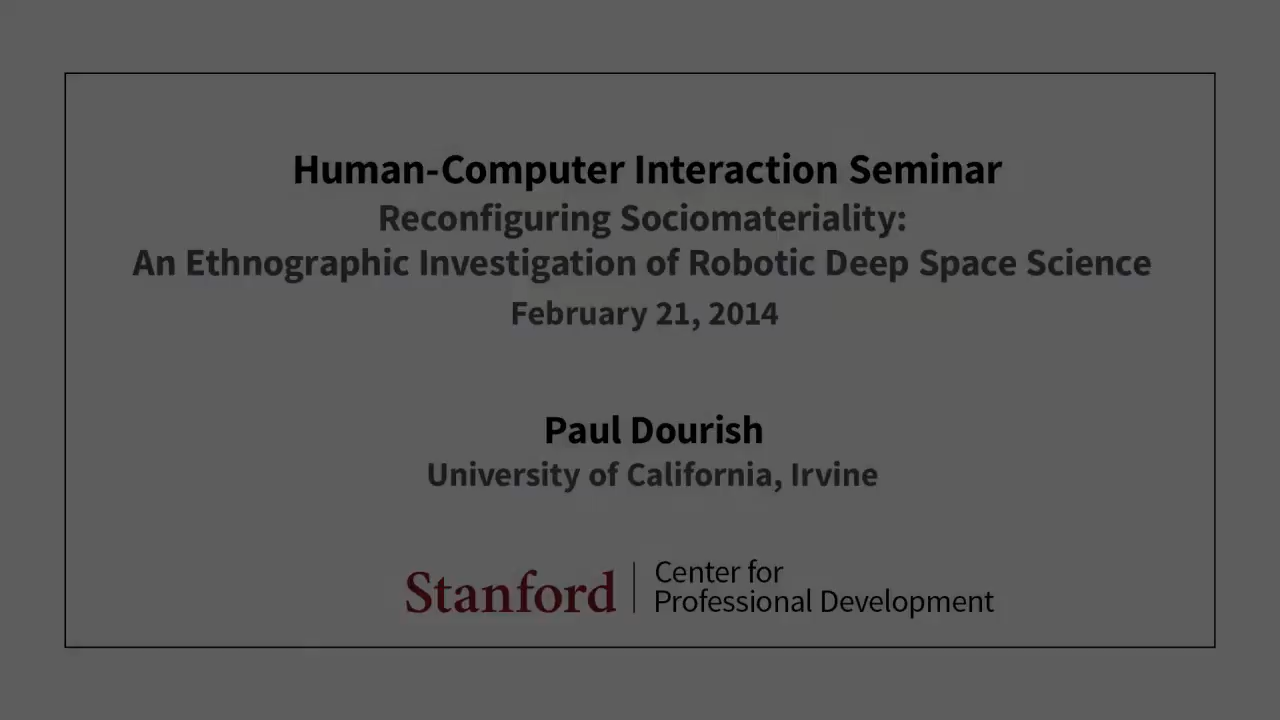 Human-Computer Interaction Seminar
Reconfiguring Sociomateriality:
An Ethnographic Investigation of Robotic Deep Space Science
February 21, 2014
Paul Dourish
University of California, Irvine
Stanford
Center for
Professional Development